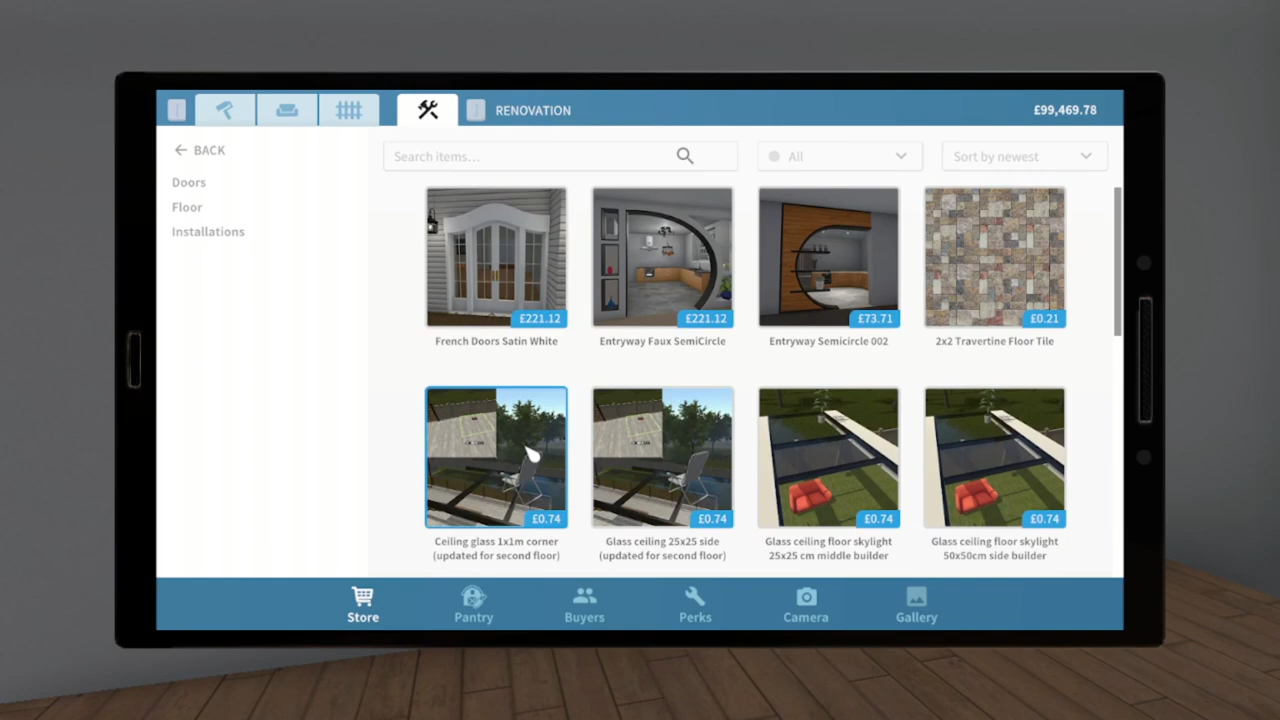 RENOVATION
£99,469.78
BACK
Doors
Floor
Installations
Search items...
All
Sort by newest
£221.12
£221.12
£73.71
£0.21
French Doors Satin White
Entryway Faux SemiCircle
Entryway Semicircle 002
2x2 Travertine Floor Tile
£0.74
£0.74
£0.74
£0.74
Ceiling glass 1x1m corner
(updated for second floor)
Ceiling glass 25x25 side
(updated for second floor)
Glass ceiling floor skylight
25x25 cm middle builder
Glass ceiling floor skylight
50x50cm side builder
Store
Pantry
Buyers
Perks
Camera
Gallery